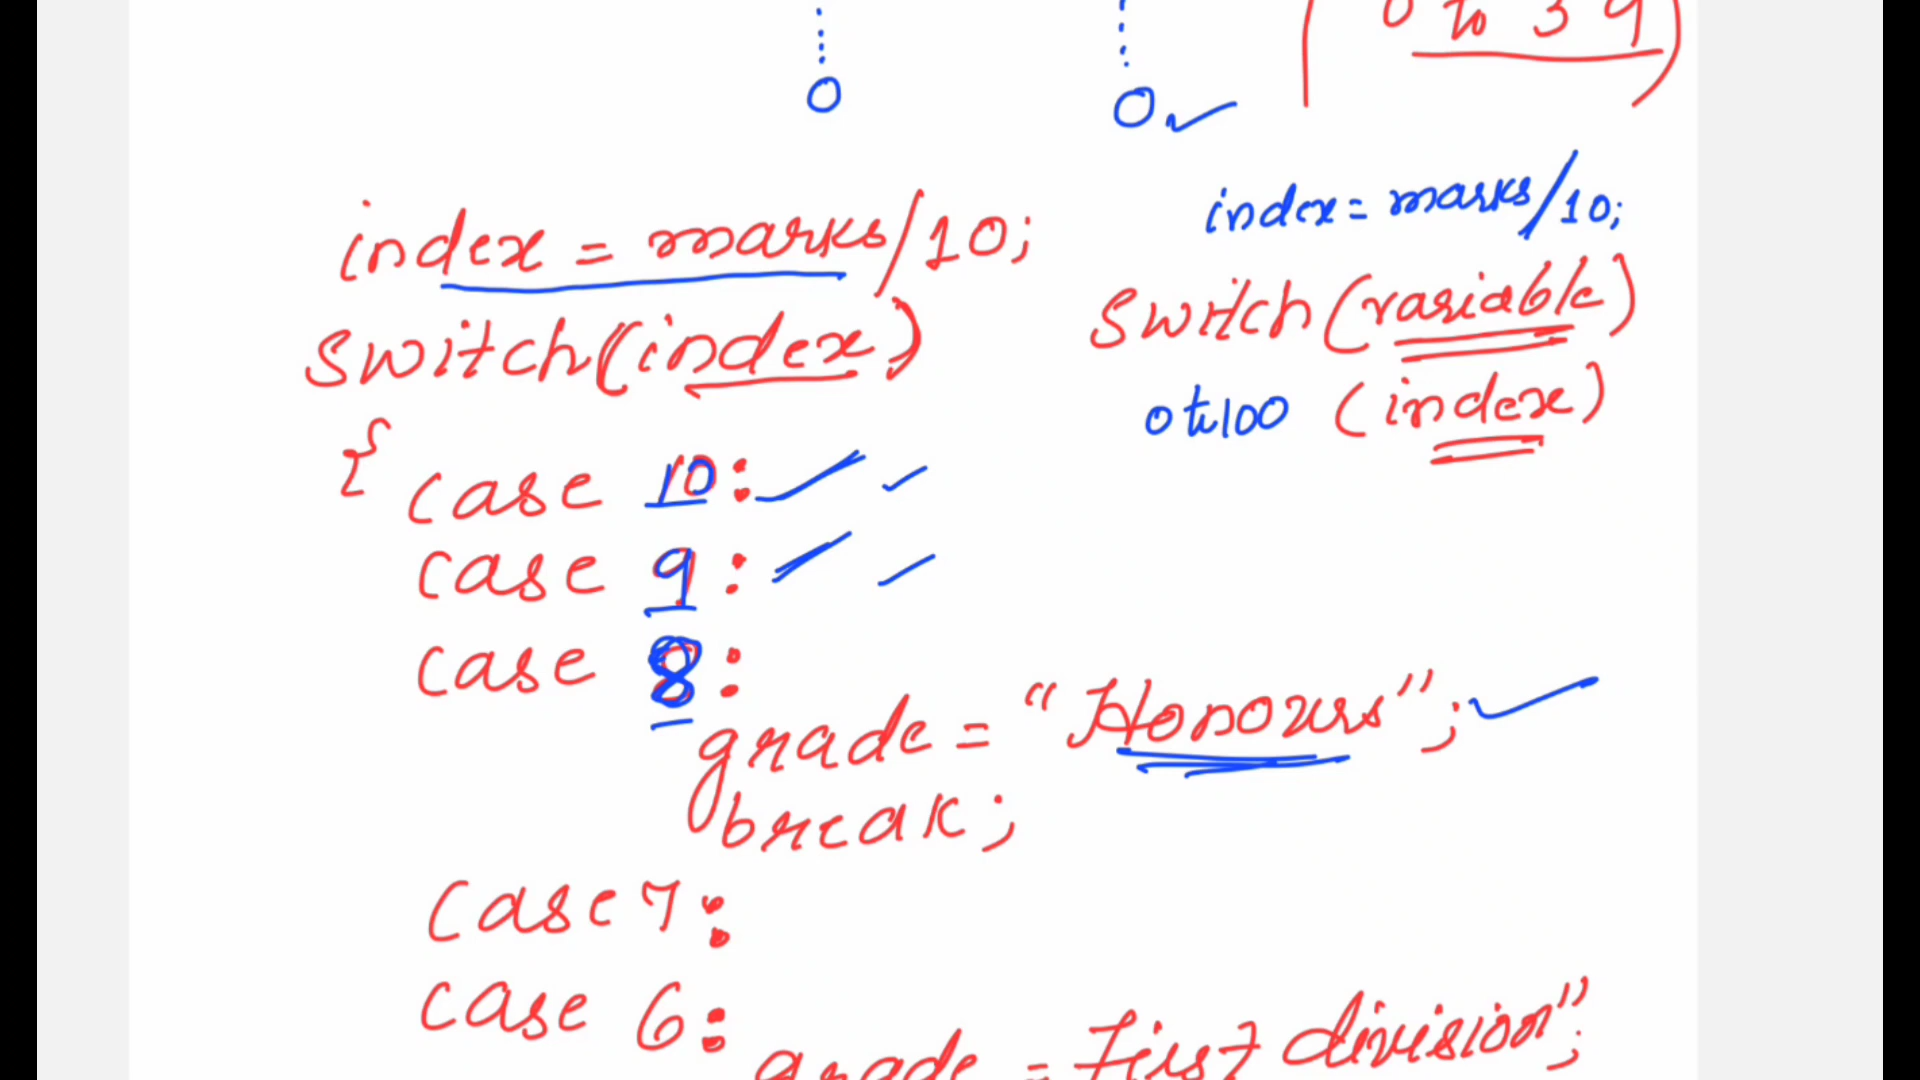 0 to 39
0
0
index = marks/10;
index = marks/10;
switch(index)
switch(variable)
0 to 100 (index)
{ case 10:
case 9:
case 8:
grade = "Honours";
break;
case 7:
case 6:
grade = First division";